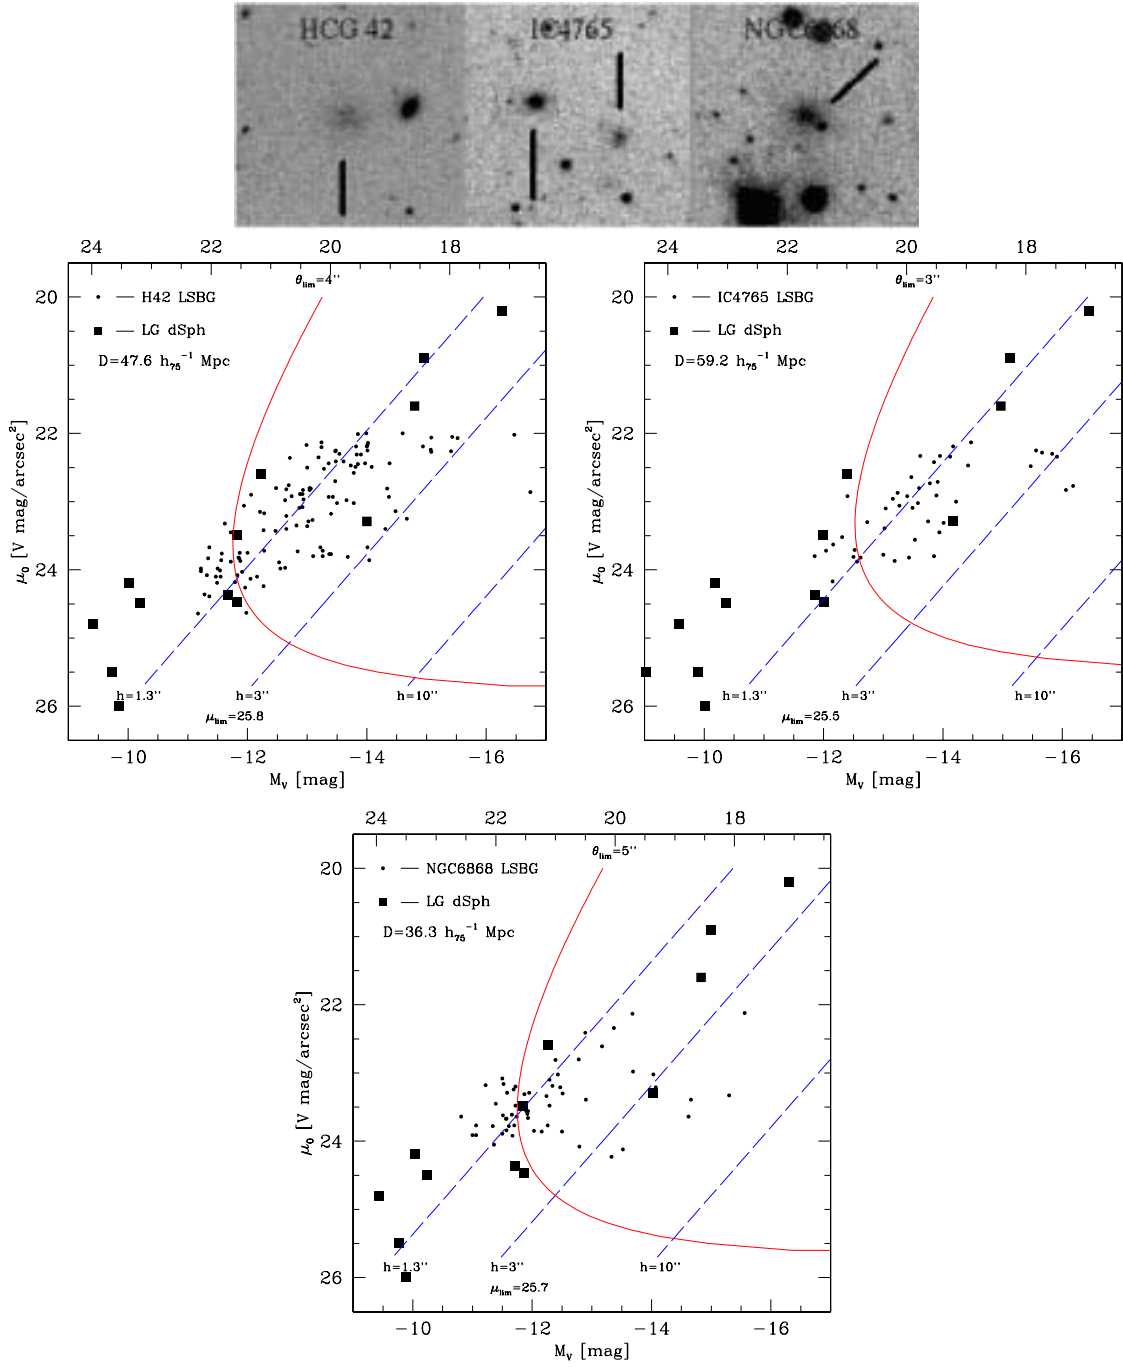 HCG 42 IC4765 NGC6868
24 22 20 18
θlim=4''
H42 LSBG
LG dSph
D=47.6 h₇₅⁻¹ Mpc
20
22
24
26
μ₀ [V mag/arcsec²]
h=1.3'' h=3'' h=10''
μlim=25.8
−10 −12 −14 −16
Mv [mag]
24 22 20 18
θlim=3''
IC4765 LSBG
LG dSph
D=59.2 h₇₅⁻¹ Mpc
20
22
24
26
μ₀ [V mag/arcsec²]
h=1.3'' h=3'' h=10''
μlim=25.5
−10 −12 −14 −16
Mv [mag]
24 22 20 18
θlim=5''
NGC6868 LSBG
LG dSph
D=36.3 h₇₅⁻¹ Mpc
20
22
24
26
μ₀ [V mag/arcsec²]
h=1.3'' h=3'' h=10''
μlim=25.7
−10 −12 −14 −16
Mv [mag]